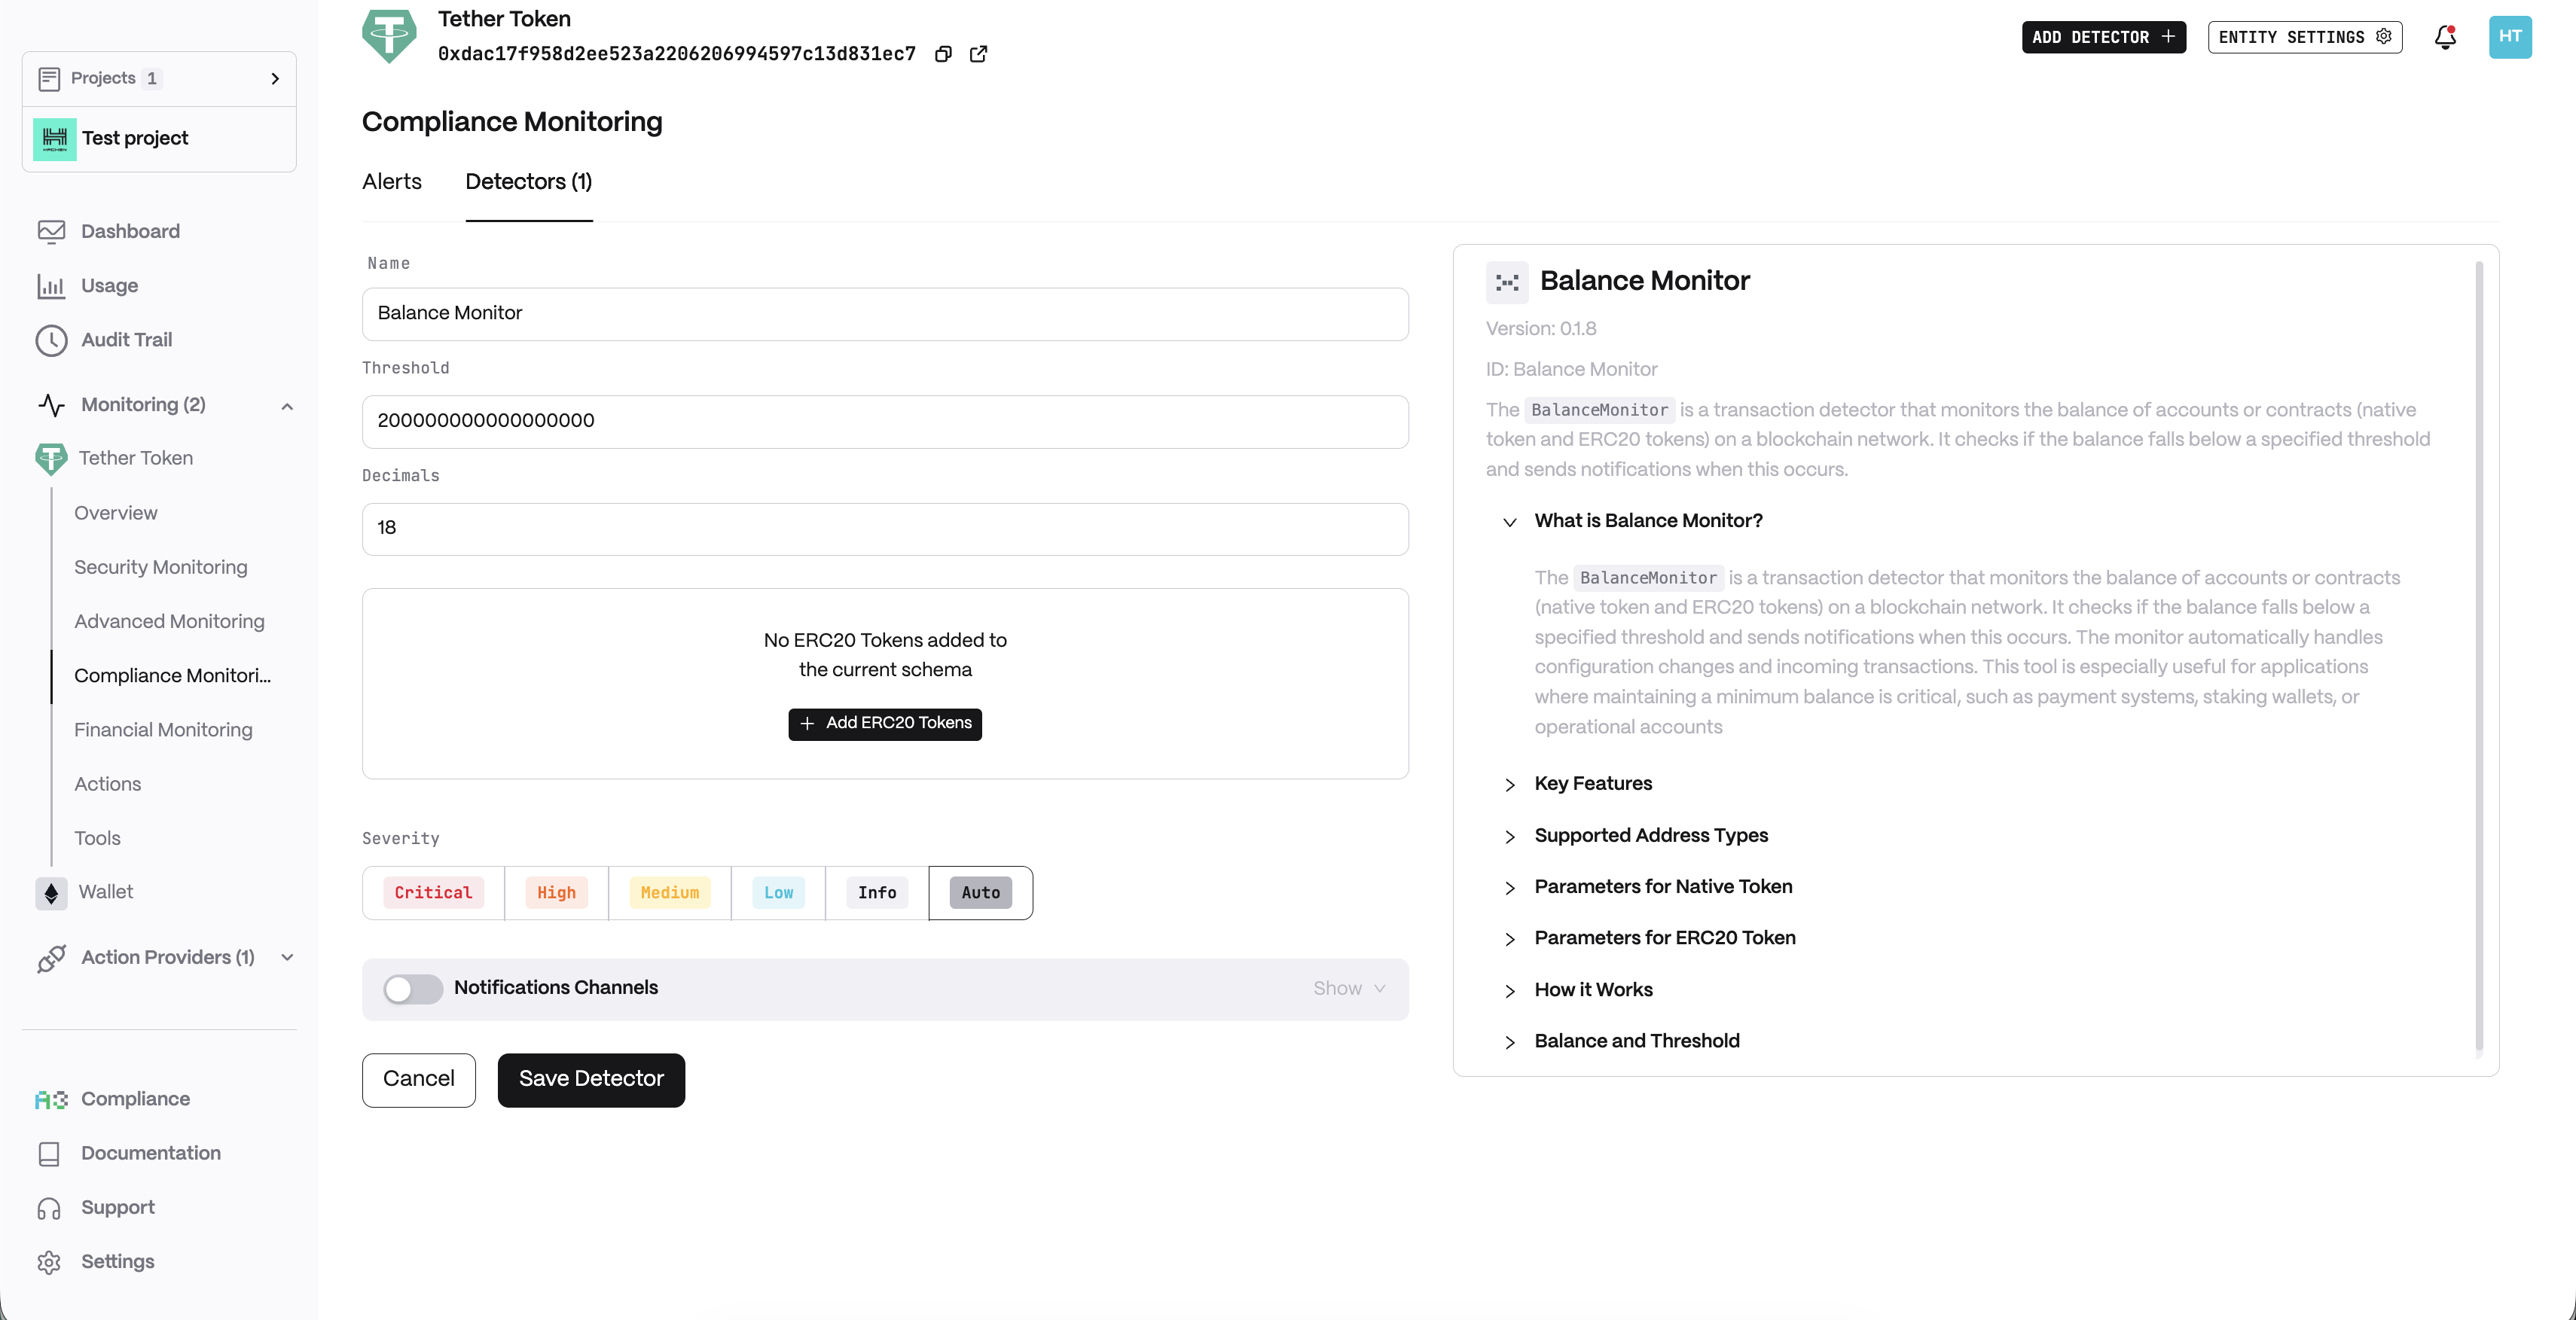 Projects 1
Test project
Dashboard
Usage
Audit Trail
Monitoring (2)
Tether Token
Overview
Security Monitoring
Advanced Monitoring
Compliance Monitori...
Financial Monitoring
Actions
Tools
Wallet
Action Providers (1)
Compliance
Documentation
Support
Settings
Tether Token
0xdac17f958d2ee523a2206206994597c13d831ec7
ADD DETECTOR
ENTITY SETTINGS
HT
Compliance Monitoring
Alerts
Detectors (1)
Name
Balance Monitor
Threshold
200000000000000000
Decimals
18
No ERC20 Tokens added to
the current schema
Add ERC20 Tokens
Severity
Critical
High
Medium
Low
Info
Auto
Notifications Channels
Show
Cancel
Save Detector
Balance Monitor
Version: 0.1.8
ID: Balance Monitor
The BalanceMonitor is a transaction detector that monitors the balance of accounts or contracts (native
token and ERC20 tokens) on a blockchain network. It checks if the balance falls below a specified threshold
and sends notifications when this occurs.
What is Balance Monitor?
The BalanceMonitor is a transaction detector that monitors the balance of accounts or contracts
(native token and ERC20 tokens) on a blockchain network. It checks if the balance falls below a
specified threshold and sends notifications when this occurs. The monitor automatically handles
configuration changes and incoming transactions. This tool is especially useful for applications
where maintaining a minimum balance is critical, such as payment systems, staking wallets, or
operational accounts
Key Features
Supported Address Types
Parameters for Native Token
Parameters for ERC20 Token
How it Works
Balance and Threshold